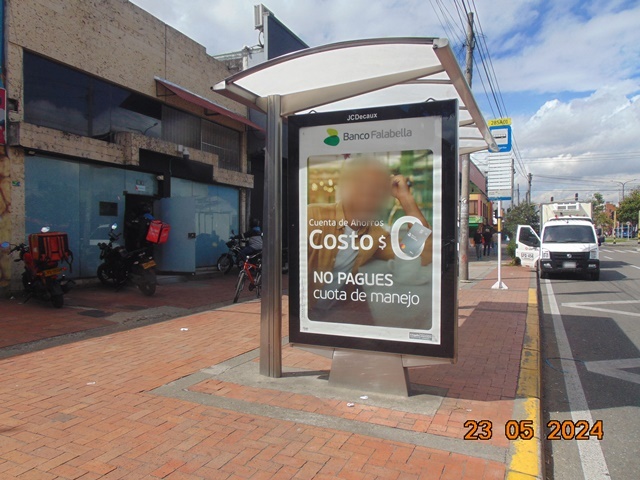 JCDecaux
Banco Falabella
Cuenta de Ahorros
Costo $ 0
NO PAGUES
cuota de manejo
23 05 2024